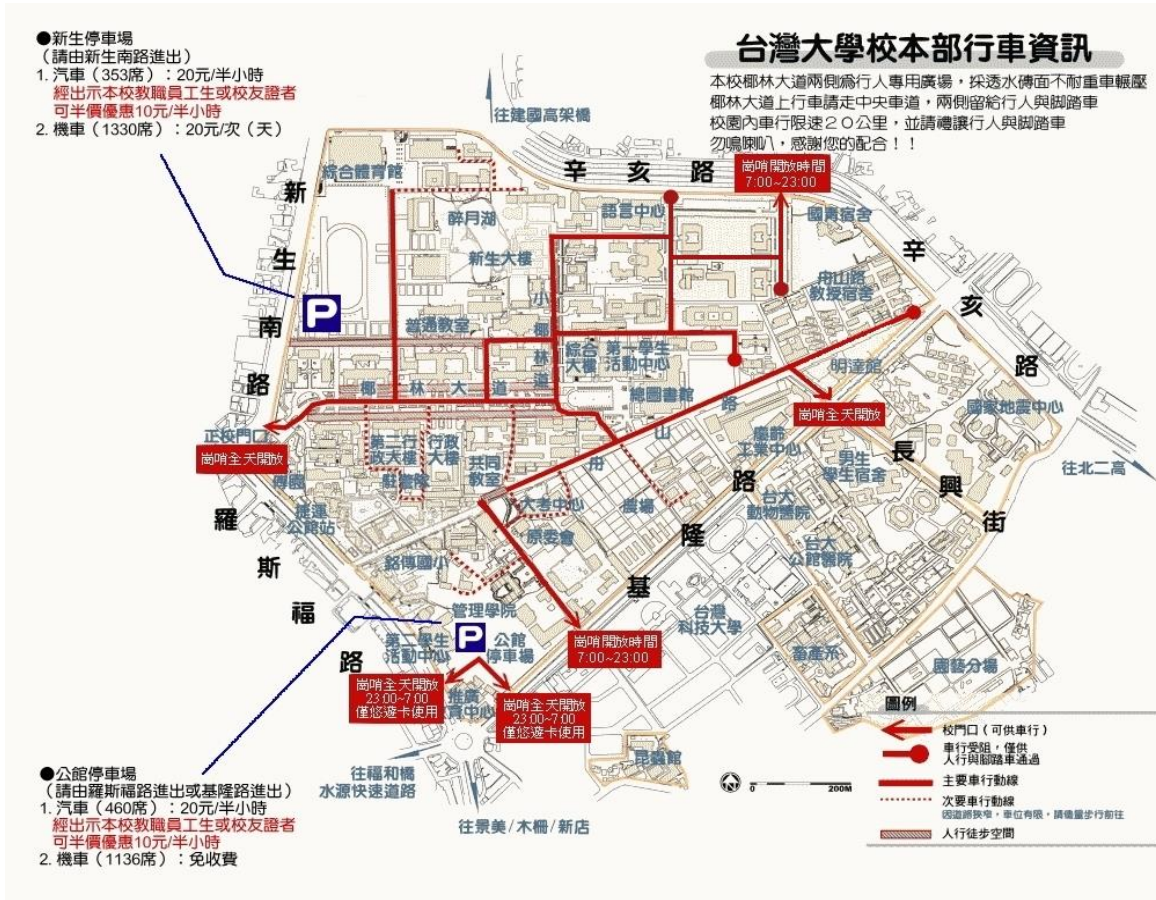 台灣大學校本部行車資訊
本校椰林大道兩側為行人專用廣場，採透水磚面不耐重車輾壓
椰林大道上行車請走中央車道，兩側留給行人與腳踏車
校園內車行限速２０公里，並請禮讓行人與腳踏車
勿鳴喇叭，感謝您的配合！！
●新生停車場
（請由新生南路進出）
1. 汽車（353席）：20元/半小時
經出示本校教職員工生或校友證者
可半價優惠10元/半小時
2. 機車（1330席）：20元/次（天）
往建國高架橋
辛亥路
崗哨開放時間
7:00~23:00
綜合體育館
新生南路
醉月湖
語言中心
國青宿舍
新生大樓
舟山路
教授宿舍
辛亥路
P
普通教室
小椰林道
綜合大樓
第一學生
活動中心
明達館
椰林大道
總圖書館
國家地震中心
崗哨全天開放
正校門口
崗哨全天開放
第二行
政大樓
行政
大樓
共同
教室
舟山路
慶齡
工業中心
男生
學生宿舍
長興街
往北二高
傅園
駐警隊
捷運
公館站
大考中心
農場
台大
動物醫院
羅斯福路
原委會
基隆路
台大
公館醫院
銘傳國小
管理學院
台灣
科技大學
第二學生
活動中心
P
公館
停車場
崗哨開放時間
7:00~23:00
畜產系
園藝分場
崗哨全天開放
23:00~7:00
僅悠遊卡使用
推廣
育中心
崗哨全天開放
23:00~7:00
僅悠遊卡使用
昆蟲館
往福和橋
水源快速道路
往景美/木柵/新店
●公館停車場
（請由羅斯福路進出或基隆路進出）
1. 汽車（460席）：20元/半小時
經出示本校教職員工生或校友證者
可半價優惠10元/半小時
2. 機車（1136席）：免收費
圖例
校門口（可供車行）
車行受阻，僅供
人行與腳踏車通過
主要車行動線
次要車行動線
因道路狹窄，車位有限，請儘量步行前往
人行徒步空間
0 200M